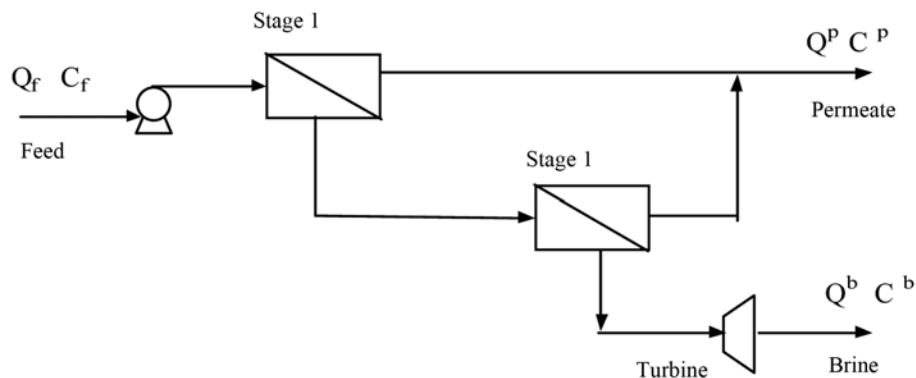 Stage 1
Q^p C^p
Q_f C_f
Permeate
Feed
Stage 1
Q^b C^b
Turbine
Brine